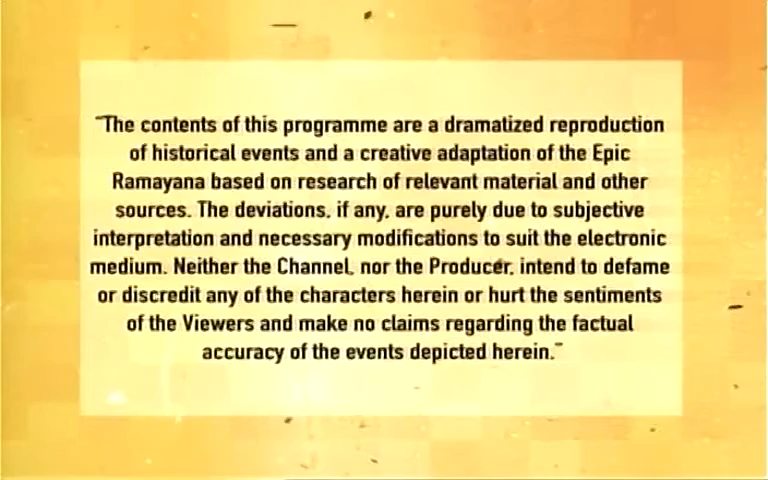 "The contents of this programme are a dramatized reproduction
of historical events and a creative adaptation of the Epic
Ramayana based on research of relevant material and other
sources. The deviations, if any, are purely due to subjective
interpretation and necessary modifications to suit the electronic
medium. Neither the Channel, nor the Producer, intend to defame
or discredit any of the characters herein or hurt the sentiments
of the Viewers and make no claims regarding the factual
accuracy of the events depicted herein."